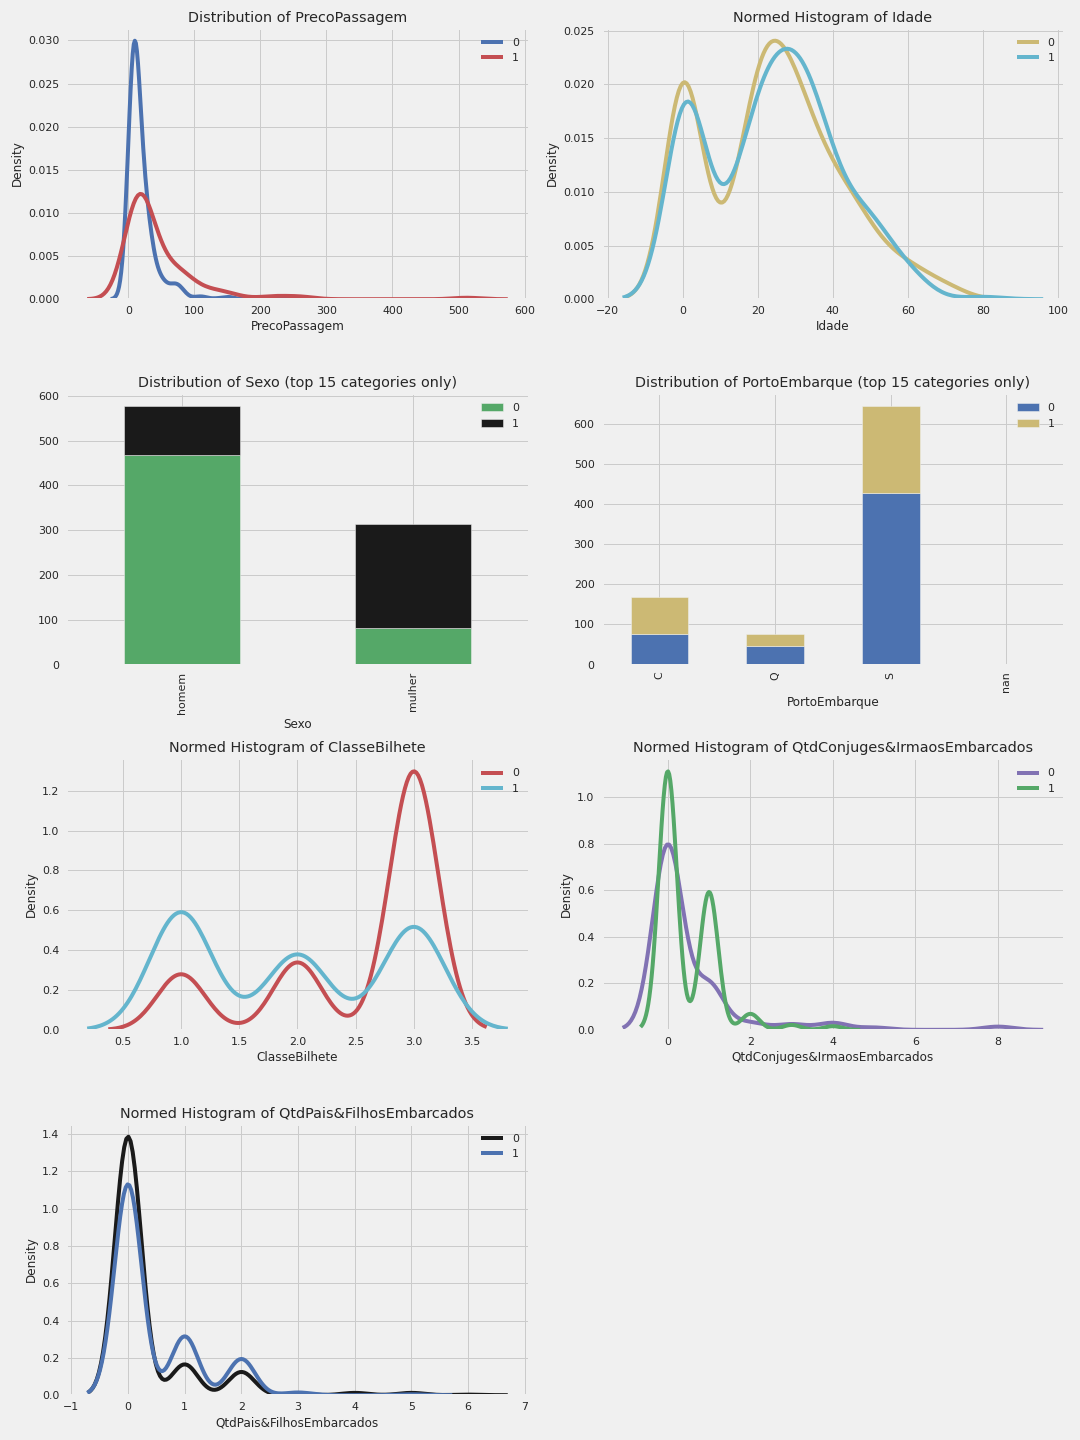 Distribution of PrecoPassagem
0.030
0.025
0.020
0.015
0.010
0.005
0.000
Density
0
1
0 100 200 300 400 500 600
PrecoPassagem
Normed Histogram of Idade
0.025
0.020
0.015
0.010
0.005
0.000
Density
0
1
−20 0 20 40 60 80 100
Idade
Distribution of Sexo (top 15 categories only)
600
500
400
300
200
100
0
0
1
homem mulher
Sexo
Distribution of PortoEmbarque (top 15 categories only)
600
500
400
300
200
100
0
0
1
C Q S nan
PortoEmbarque
Normed Histogram of ClasseBilhete
1.2
1.0
0.8
0.6
0.4
0.2
0.0
Density
0
1
0.5 1.0 1.5 2.0 2.5 3.0 3.5
ClasseBilhete
Normed Histogram of QtdConjuges&IrmaosEmbarcados
1.0
0.8
0.6
0.4
0.2
0.0
Density
0
1
0 2 4 6 8
QtdConjuges&IrmaosEmbarcados
Normed Histogram of QtdPais&FilhosEmbarcados
1.4
1.2
1.0
0.8
0.6
0.4
0.2
0.0
Density
0
1
−1 0 1 2 3 4 5 6 7
QtdPais&FilhosEmbarcados